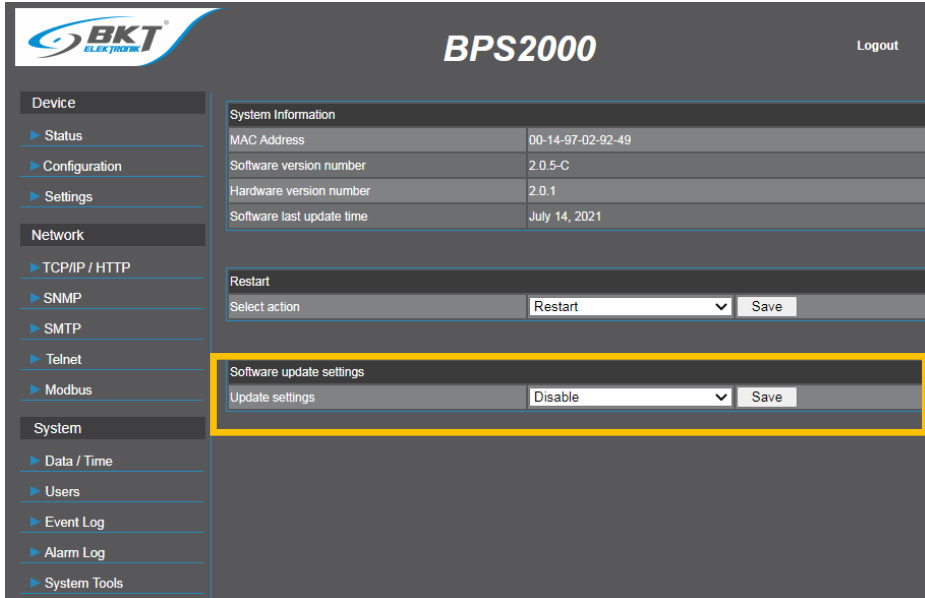 BKT
ELEKTRONIK
BPS2000
Logout
Device
Status
Configuration
Settings
Network
TCP/IP / HTTP
SNMP
SMTP
Telnet
Modbus
System
Data / Time
Users
Event Log
Alarm Log
System Tools
System Information
MAC Address 00-14-97-02-92-49
Software version number 2.0.5-C
Hardware version number 2.0.1
Software last update time July 14, 2021
Restart
Select action Restart Save
Software update settings
Update settings Disable Save